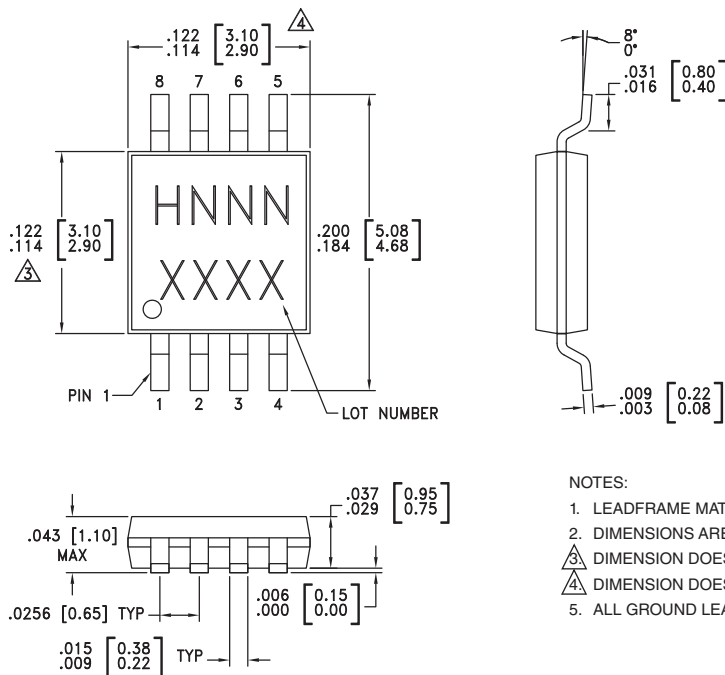 .122 [3.10]
.114 [2.90]
4
8 7 6 5
HNNN
XXXX
.122 [3.10]
.114 [2.90]
3
.200 [5.08]
.184 [4.68]
PIN 1
1 2 3 4
LOT NUMBER
8°
0°
.031 [0.80]
.016 [0.40]
.009 [0.22]
.003 [0.08]
.043 [1.10]
MAX
.037 [0.95]
.029 [0.75]
.0256 [0.65] TYP
.006 [0.15]
.000 [0.00]
.015 [0.38]
.009 [0.22]
TYP
NOTES:
1. LEADFRAME MAT
2. DIMENSIONS ARE
3. DIMENSION DOES
4. DIMENSION DOES
5. ALL GROUND LEA